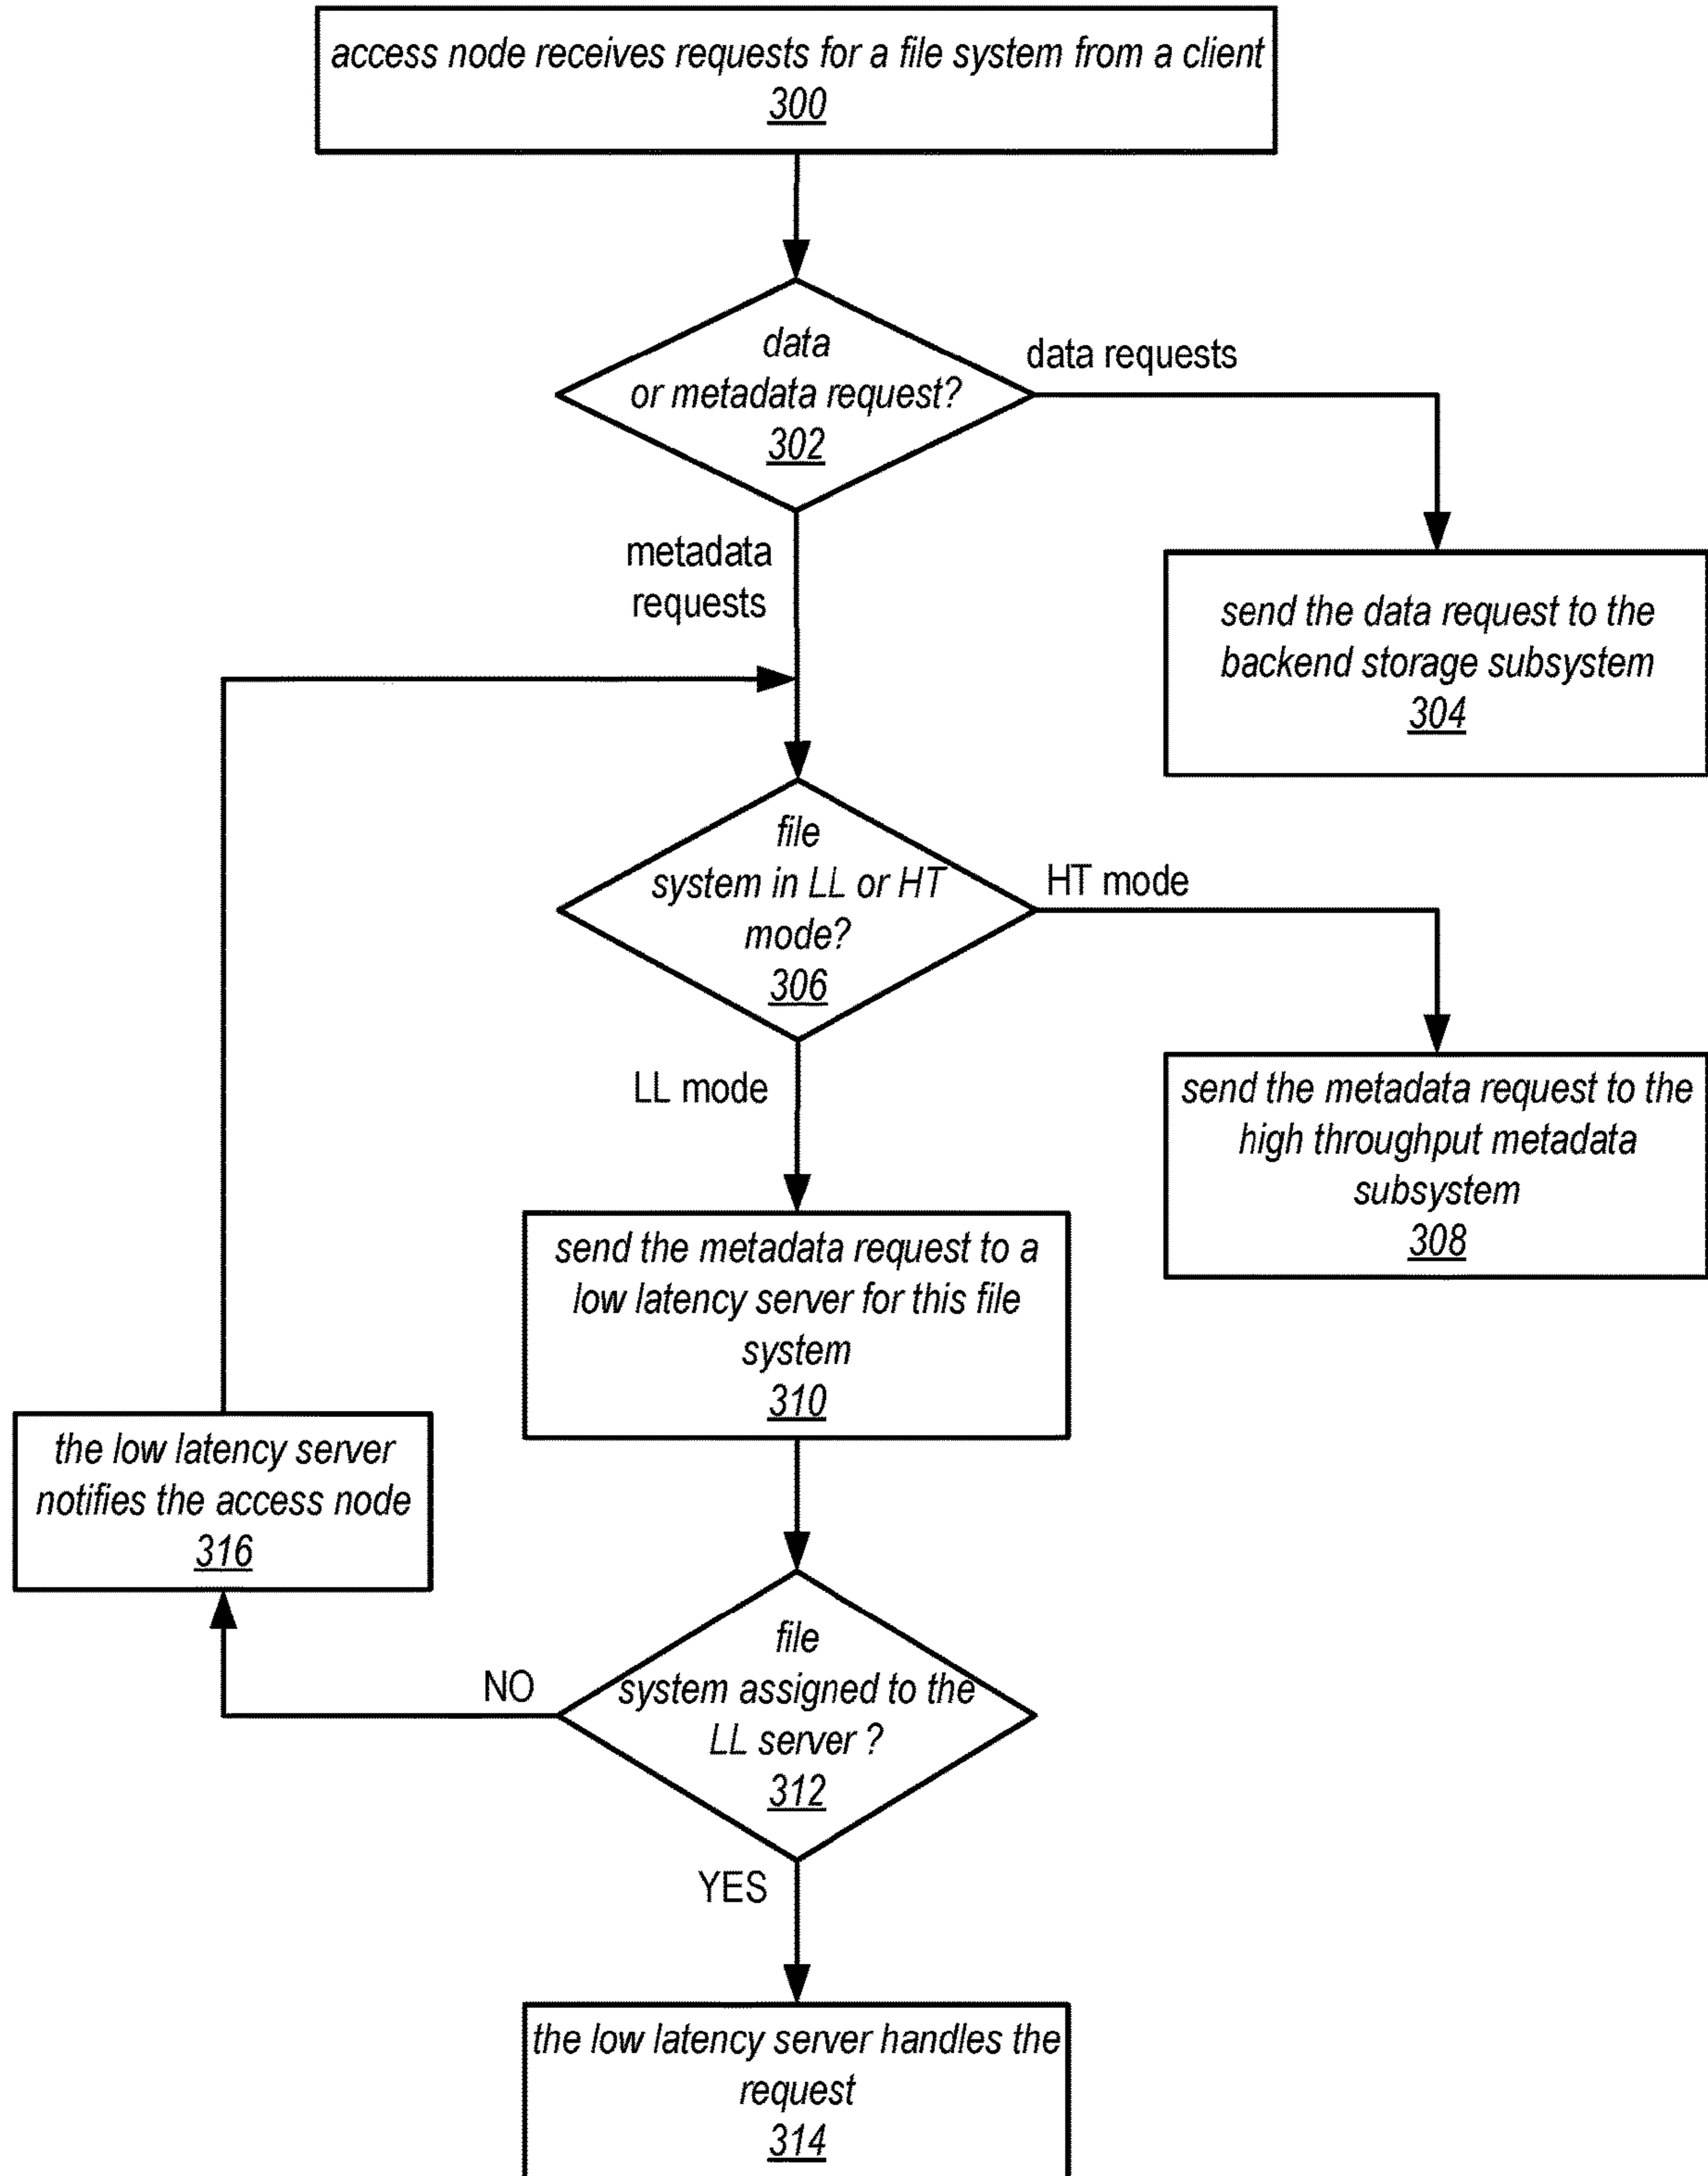 access node receives requests for a file system from a client
300
data
or metadata request?
302
data requests
metadata
requests
send the data request to the
backend storage subsystem
304
file
system in LL or HT
mode?
306
HT mode
LL mode
send the metadata request to the
high throughput metadata
subsystem
308
send the metadata request to a
low latency server for this file
system
310
the low latency server
notifies the access node
316
file
system assigned to the
LL server ?
312
NO
YES
the low latency server handles the
request
314